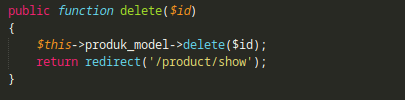 public function delete($id)
{
    $this->produk_model->delete($id);
    return redirect('/product/show');
}